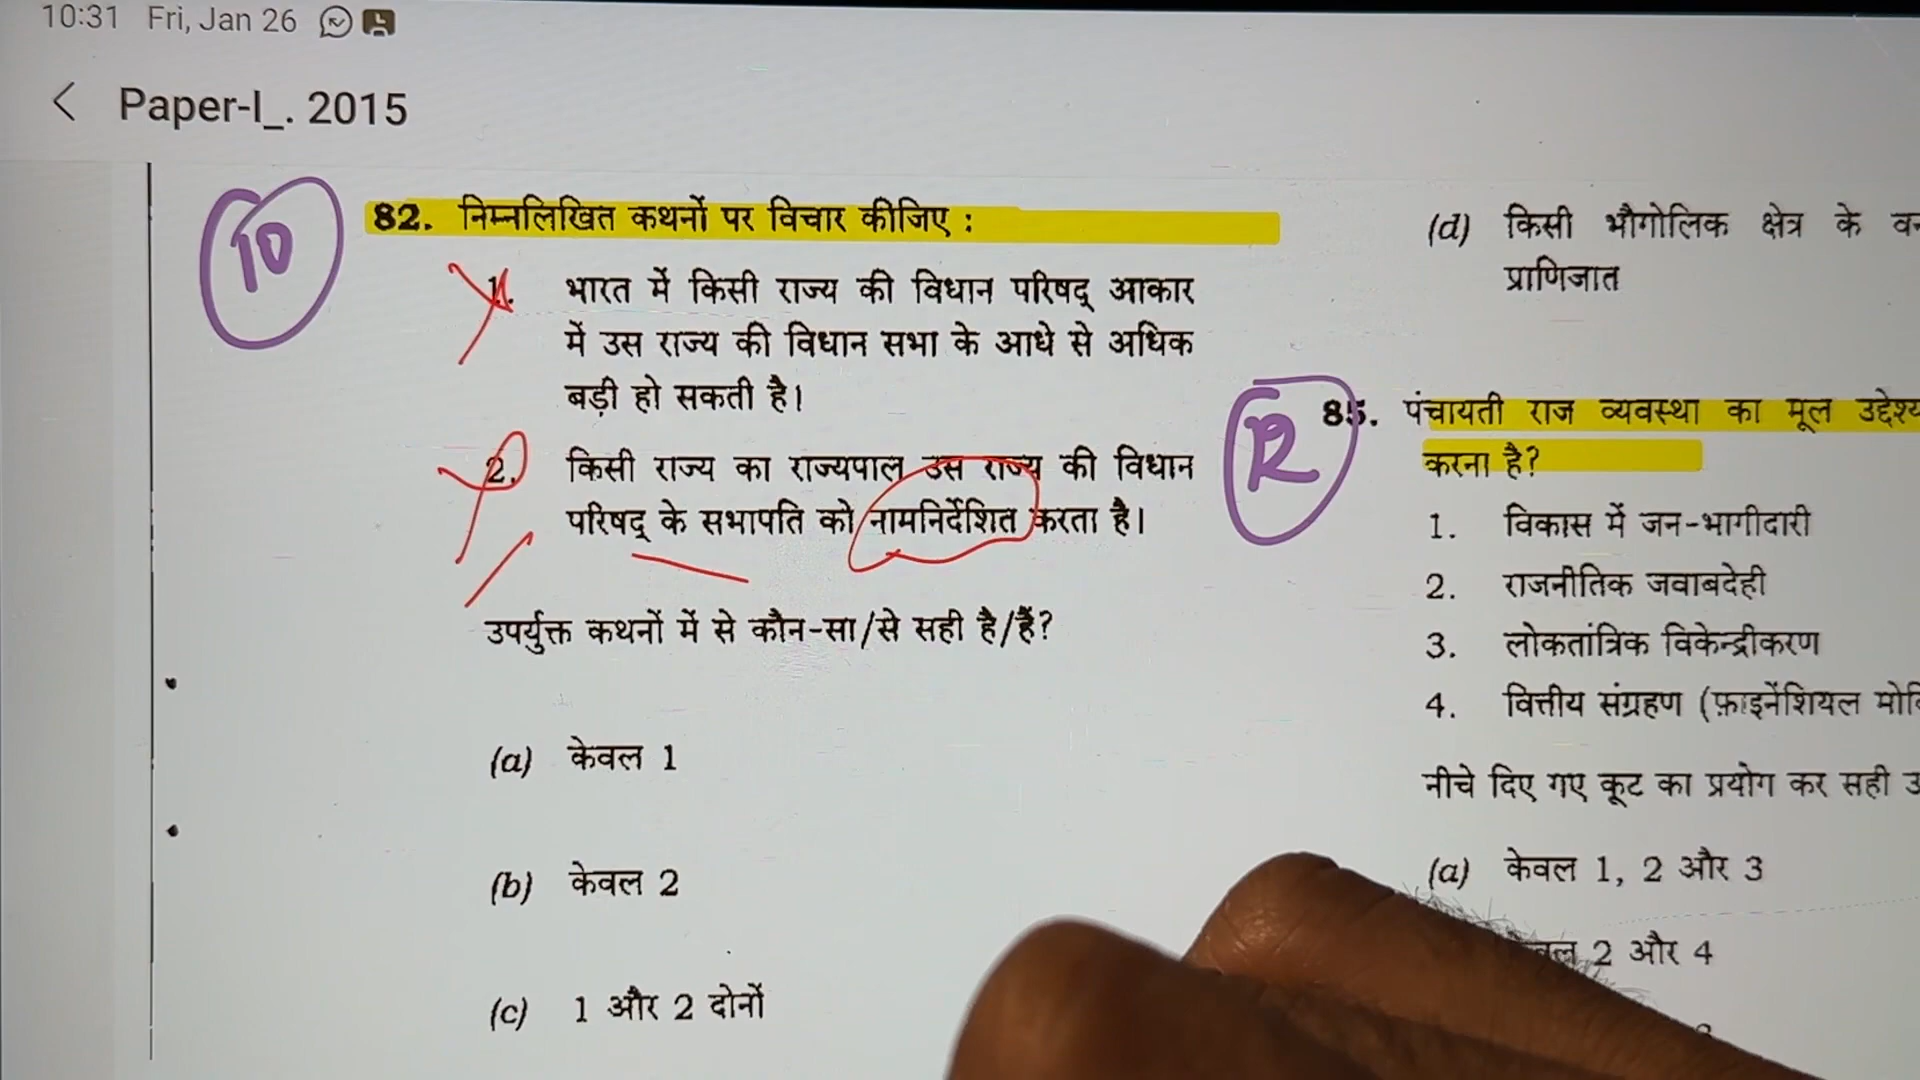 10:31 Fri, Jan 26
Paper-I_. 2015
10
82. निम्नलिखित कथनों पर विचार कीजिए :
1. भारत में किसी राज्य की विधान परिषद् आकार
में उस राज्य की विधान सभा के आधे से अधिक
बड़ी हो सकती है।
2. किसी राज्य का राज्यपाल उस राज्य की विधान
परिषद् के सभापति को नामनिर्देशित करता है।
उपर्युक्त कथनों में से कौन-सा/से सही है/हैं?
(a) केवल 1
(b) केवल 2
(c) 1 और 2 दोनों
(d) किसी भौगोलिक क्षेत्र के
प्राणिजात
12
85. पंचायती राज व्यवस्था का मूल उद्देश्य
करना है?
1. विकास में जन-भागीदारी
2. राजनीतिक जवाबदेही
3. लोकतांत्रिक विकेन्द्रीकरण
4. वित्तीय संग्रहण (फ़ाइनेंशियल
नीचे दिए गए कूट का प्रयोग कर सही
(a) केवल 1, 2 और 3
2 और 4